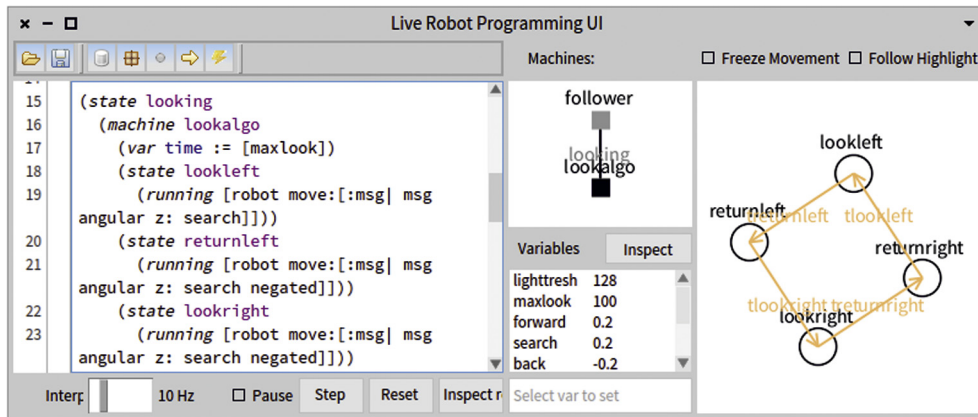 Live Robot Programming UI
Machines:
Freeze Movement
Follow Highlight
15 (state looking
16 (machine lookalgo
17 (var time := [maxlook])
18 (state lookleft
19 (running [robot move:[:msg| msg
angular z: search]]))
20 (state returnleft
21 (running [robot move:[:msg| msg
angular z: search negated]]))
22 (state lookright
23 (running [robot move:[:msg| msg
angular z: search negated]]))
follower
looking
lookalgo
Variables
Inspect
lighttresh 128
maxlook 100
forward 0.2
search 0.2
back -0.2
Select var to set
lookleft
returnleft
treturnleft
tlookleft
returnright
tlookright
treturnright
lookright
Interp
10 Hz
Pause
Step
Reset
Inspect r